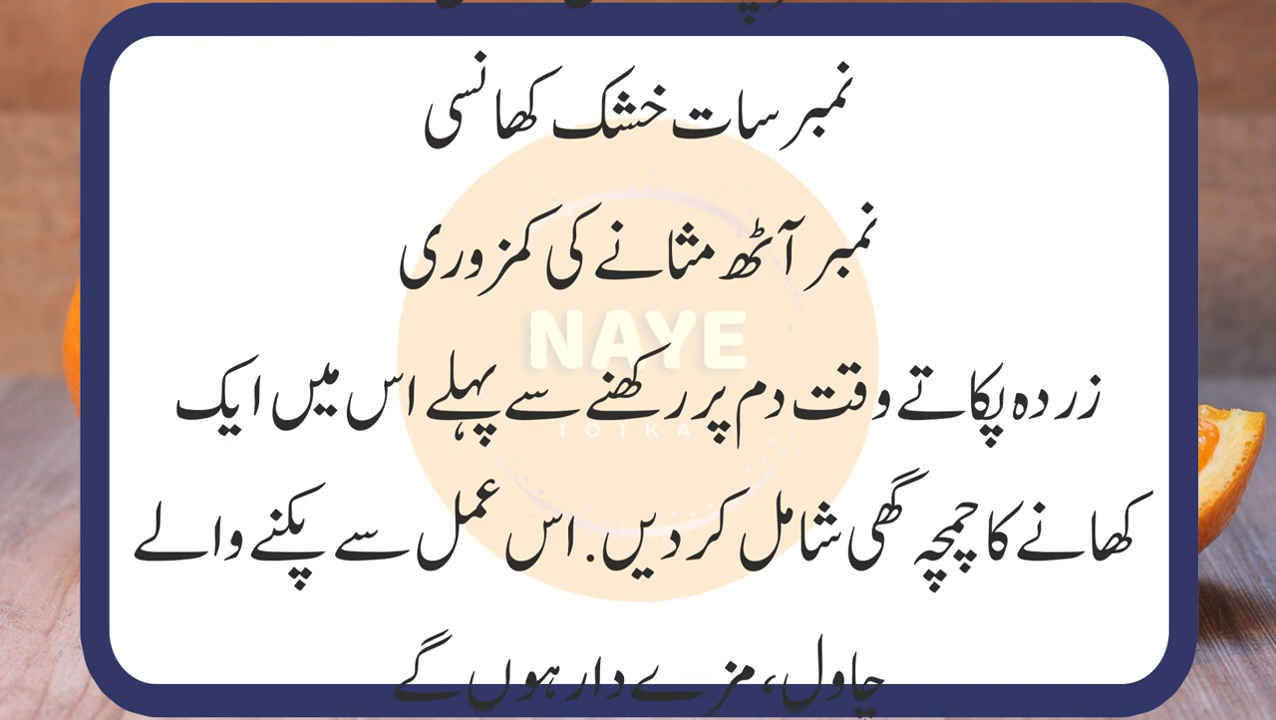 نمبر سات خشک کھانسی
نمبر آٹھ مثانے کی کمزوری
NAYE
زردہ پکاتے وقت دم پر رکھنے سے پہلے اس میں ایک
TOTKA
کھانے کا چمچہ گھی شامل کر دیں. اس عمل سے پکنے والے
چاول، مزے دار ہوں گے